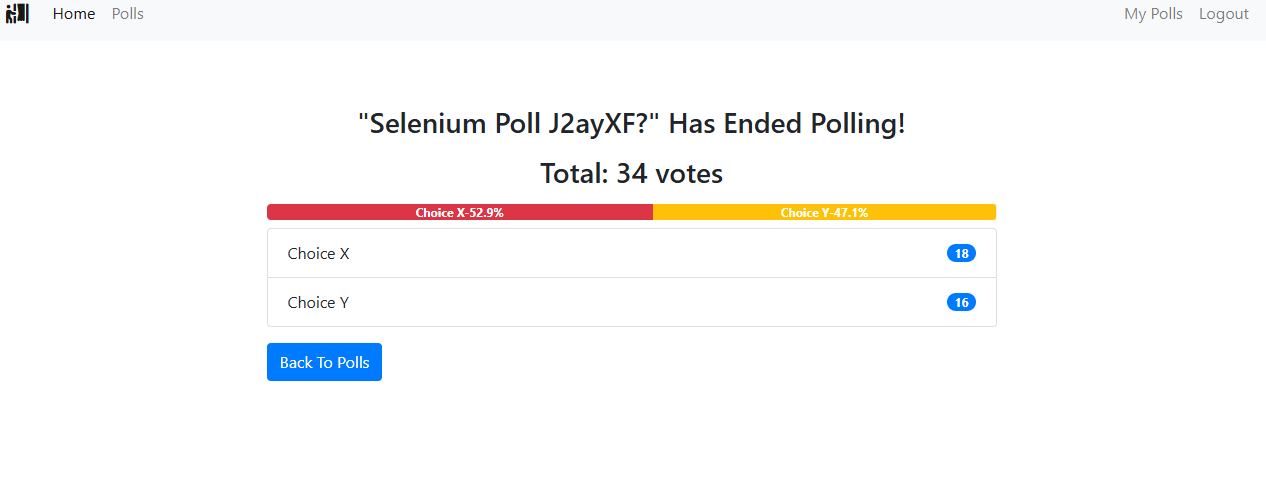 Home Polls My Polls Logout
"Selenium Poll J2ayXF?" Has Ended Polling!
Total: 34 votes
Choice X-52.9% Choice Y-47.1%
Choice X 18
Choice Y 16
Back To Polls